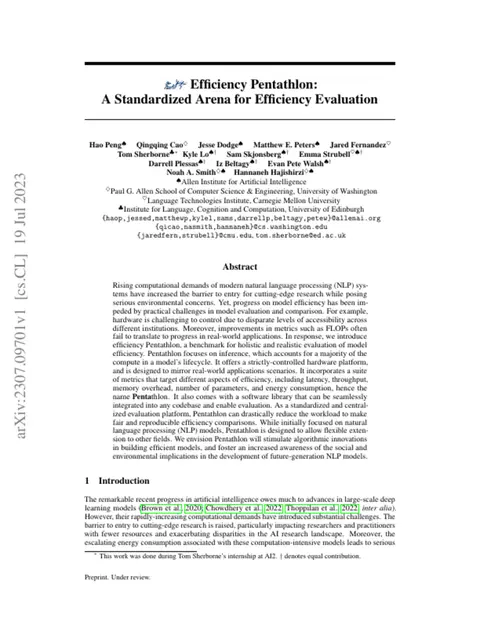 arXiv:2307.09701v1 [cs.CL] 19 Jul 2023
Efficiency Pentathlon:
A Standardized Arena for Efficiency Evaluation
Hao Peng♠ Qingqing Cao♢ Jesse Dodge♠ Matthew E. Peters♠ Jared Fernandez♡
Tom Sherborne♣* Kyle Lo♠† Sam Skjonsberg♠† Emma Strubell♡♠†
Darrell Plessas♠† Iz Beltagy♠† Evan Pete Walsh♠†
Noah A. Smith♢♠ Hannaneh Hajishirzi♢♠
♠Allen Institute for Artificial Intelligence
♢Paul G. Allen School of Computer Science & Engineering, University of Washington
♡Language Technologies Institute, Carnegie Mellon University
♣Institute for Language, Cognition and Computation, University of Edinburgh
{haop,jessed,matthewp,kylel,sams,darrellp,beltagy,petew}@allenai.org
{qicao,nasmith,hannaneh}@cs.washington.edu
{jaredfern,strubell}@cmu.edu,tom.sherborne@ed.ac.uk
Abstract
Rising computational demands of modern natural language processing (NLP) sys-
tems have increased the barrier to entry for cutting-edge research while posing
serious environmental concerns. Yet, progress on model efficiency has been im-
peded by practical challenges in model evaluation and comparison. For example,
hardware is challenging to control due to disparate levels of accessibility across
different institutions. Moreover, improvements in metrics such as FLOPs often
fail to translate to progress in real-world applications. In response, we introduce
efficiency Pentathlon, a benchmark for holistic and realistic evaluation of model
efficiency. Pentathlon focuses on inference, which accounts for a majority of the
compute in a model's lifecycle. It offers a strictly-controlled hardware platform,
and is designed to mirror real-world applications scenarios. It incorporates a suite
of metrics that target different aspects of efficiency, including latency, throughput,
memory overhead, number of parameters, and energy consumption, hence the
name Pentathlon. It also comes with a software library that can be seamlessly
integrated into any codebase and enable evaluation. As a standardized and central-
ized evaluation platform, Pentathlon can drastically reduce the workload to make
fair and reproducible efficiency comparisons. While initially focused on natural
language processing (NLP) models, Pentathlon is designed to allow flexible exten-
sion to other fields. We envision Pentathlon will stimulate algorithmic innovations
in building efficient models, and foster an increased awareness of the social and
environmental implications in the development of future-generation NLP models.
1 Introduction
The remarkable recent progress in artificial intelligence owes much to advances in large-scale deep
learning models (Brown et al., 2020; Chowdhery et al., 2022; Thoppilan et al., 2022, inter alia).
However, their rapidly-increasing computational demands have introduced substantial challenges. The
barrier to entry to cutting-edge research is raised, particularly impacting researchers and practitioners
with fewer resources and exacerbating disparities in the AI research landscape. Moreover, the
escalating energy consumption associated with these computation-intensive models leads to serious
* This work was done during Tom Sherborne's internship at AI2. † denotes equal contribution.
Preprint. Under review.